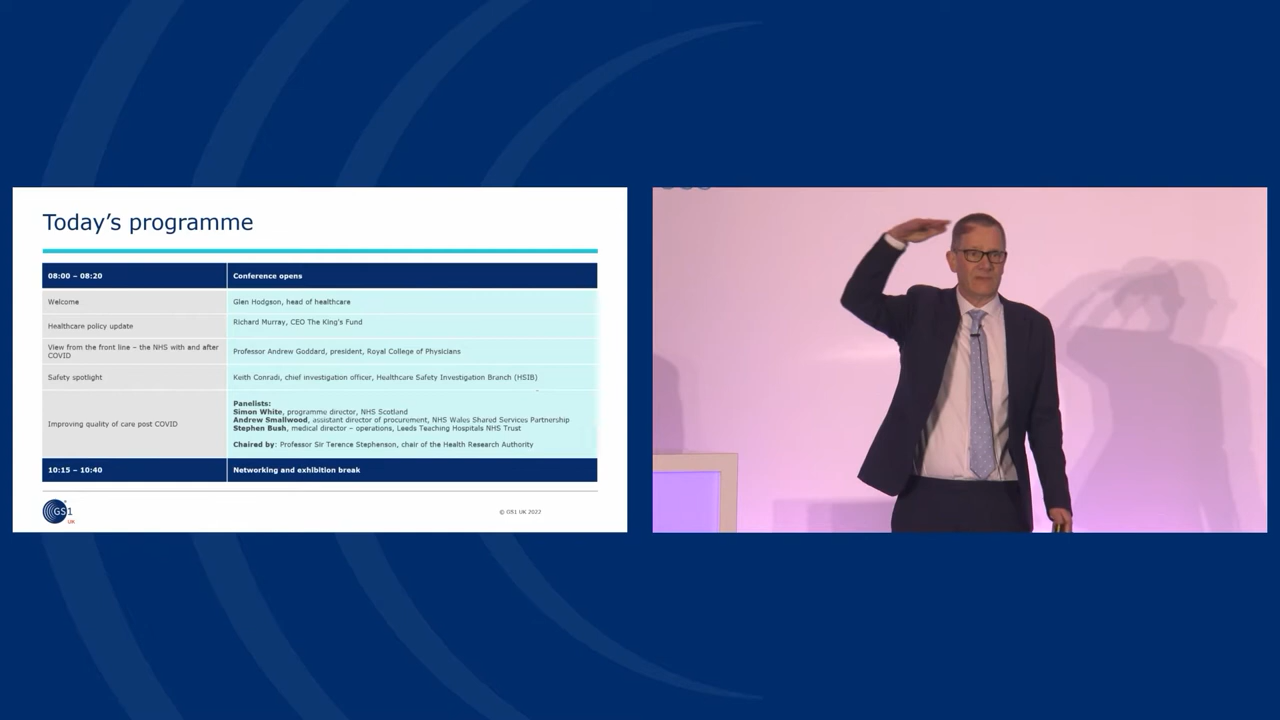 Today's programme
08:00 – 08:20 Conference opens
Welcome Glen Hodgson, head of healthcare
Healthcare policy update Richard Murray, CEO The King's Fund
View from the front line – the NHS with and after
COVID
Professor Andrew Goddard, president, Royal College of Physicians
Safety spotlight Keith Conradi, chief investigation officer, Healthcare Safety Investigation Branch (HSIB)
Improving quality of care post COVID
Panelists:
Simon White, programme director, NHS Scotland
Andrew Smallwood, assistant director of procurement, NHS Wales Shared Services Partnership
Stephen Bush, medical director – operations, Leeds Teaching Hospitals NHS Trust
Chaired by: Professor Sir Terence Stephenson, chair of the Health Research Authority
10:15 – 10:40 Networking and exhibition break
GS1
UK
© GS1 UK 2022